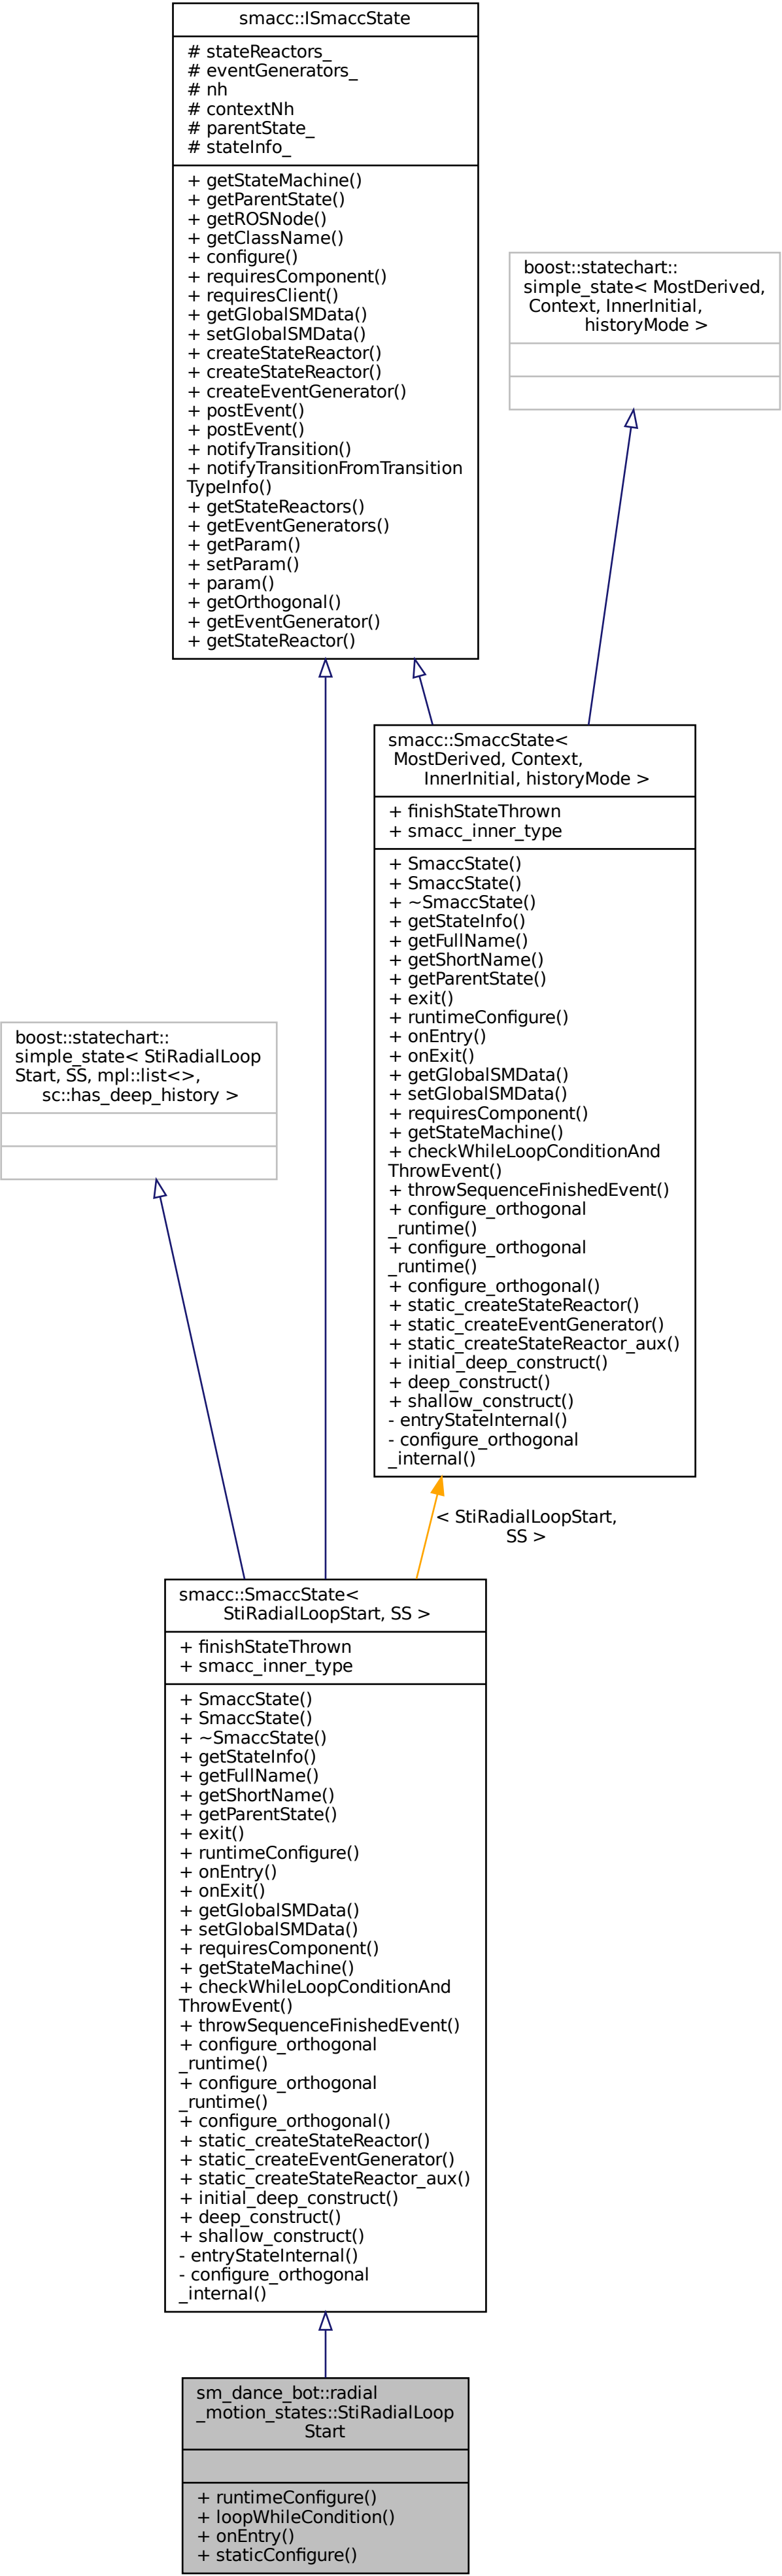 smacc::ISmaccState
# stateReactors_
# eventGenerators_
# nh
# contextNh
# parentState_
# stateInfo_
+ getStateMachine()
+ getParentState()
+ getROSNode()
+ getClassName()
+ configure()
+ requiresComponent()
+ requiresClient()
+ getGlobalSMData()
+ setGlobalSMData()
+ createStateReactor()
+ createStateReactor()
+ createEventGenerator()
+ postEvent()
+ postEvent()
+ notifyTransition()
+ notifyTransitionFromTransition
TypeInfo()
+ getStateReactors()
+ getEventGenerators()
+ getParam()
+ setParam()
+ param()
+ getOrthogonal()
+ getEventGenerator()
+ getStateReactor()
boost::statechart::
simple_state< MostDerived,
Context, InnerInitial,
historyMode >
smacc::SmaccState<
MostDerived, Context,
InnerInitial, historyMode >
+ finishStateThrown
+ smacc_inner_type
+ SmaccState()
+ SmaccState()
+ ~SmaccState()
+ getStateInfo()
+ getFullName()
+ getShortName()
+ getParentState()
+ exit()
+ runtimeConfigure()
+ onEntry()
+ onExit()
+ getGlobalSMData()
+ setGlobalSMData()
+ requiresComponent()
+ getStateMachine()
+ checkWhileLoopConditionAnd
ThrowEvent()
+ throwSequenceFinishedEvent()
+ configure_orthogonal
_runtime()
+ configure_orthogonal
_runtime()
+ configure_orthogonal()
+ static_createStateReactor()
+ static_createEventGenerator()
+ static_createStateReactor_aux()
+ initial_deep_construct()
+ deep_construct()
+ shallow_construct()
- entryStateInternal()
- configure_orthogonal
_internal()
boost::statechart::
simple_state< StiRadialLoop
Start, SS, mpl::list<>,
sc::has_deep_history >
< StiRadialLoopStart,
SS >
smacc::SmaccState<
StiRadialLoopStart, SS >
+ finishStateThrown
+ smacc_inner_type
+ SmaccState()
+ SmaccState()
+ ~SmaccState()
+ getStateInfo()
+ getFullName()
+ getShortName()
+ getParentState()
+ exit()
+ runtimeConfigure()
+ onEntry()
+ onExit()
+ getGlobalSMData()
+ setGlobalSMData()
+ requiresComponent()
+ getStateMachine()
+ checkWhileLoopConditionAnd
ThrowEvent()
+ throwSequenceFinishedEvent()
+ configure_orthogonal
_runtime()
+ configure_orthogonal
_runtime()
+ configure_orthogonal()
+ static_createStateReactor()
+ static_createEventGenerator()
+ static_createStateReactor_aux()
+ initial_deep_construct()
+ deep_construct()
+ shallow_construct()
- entryStateInternal()
- configure_orthogonal
_internal()
sm_dance_bot::radial
_motion_states::StiRadialLoop
Start
+ runtimeConfigure()
+ loopWhileCondition()
+ onEntry()
+ staticConfigure()